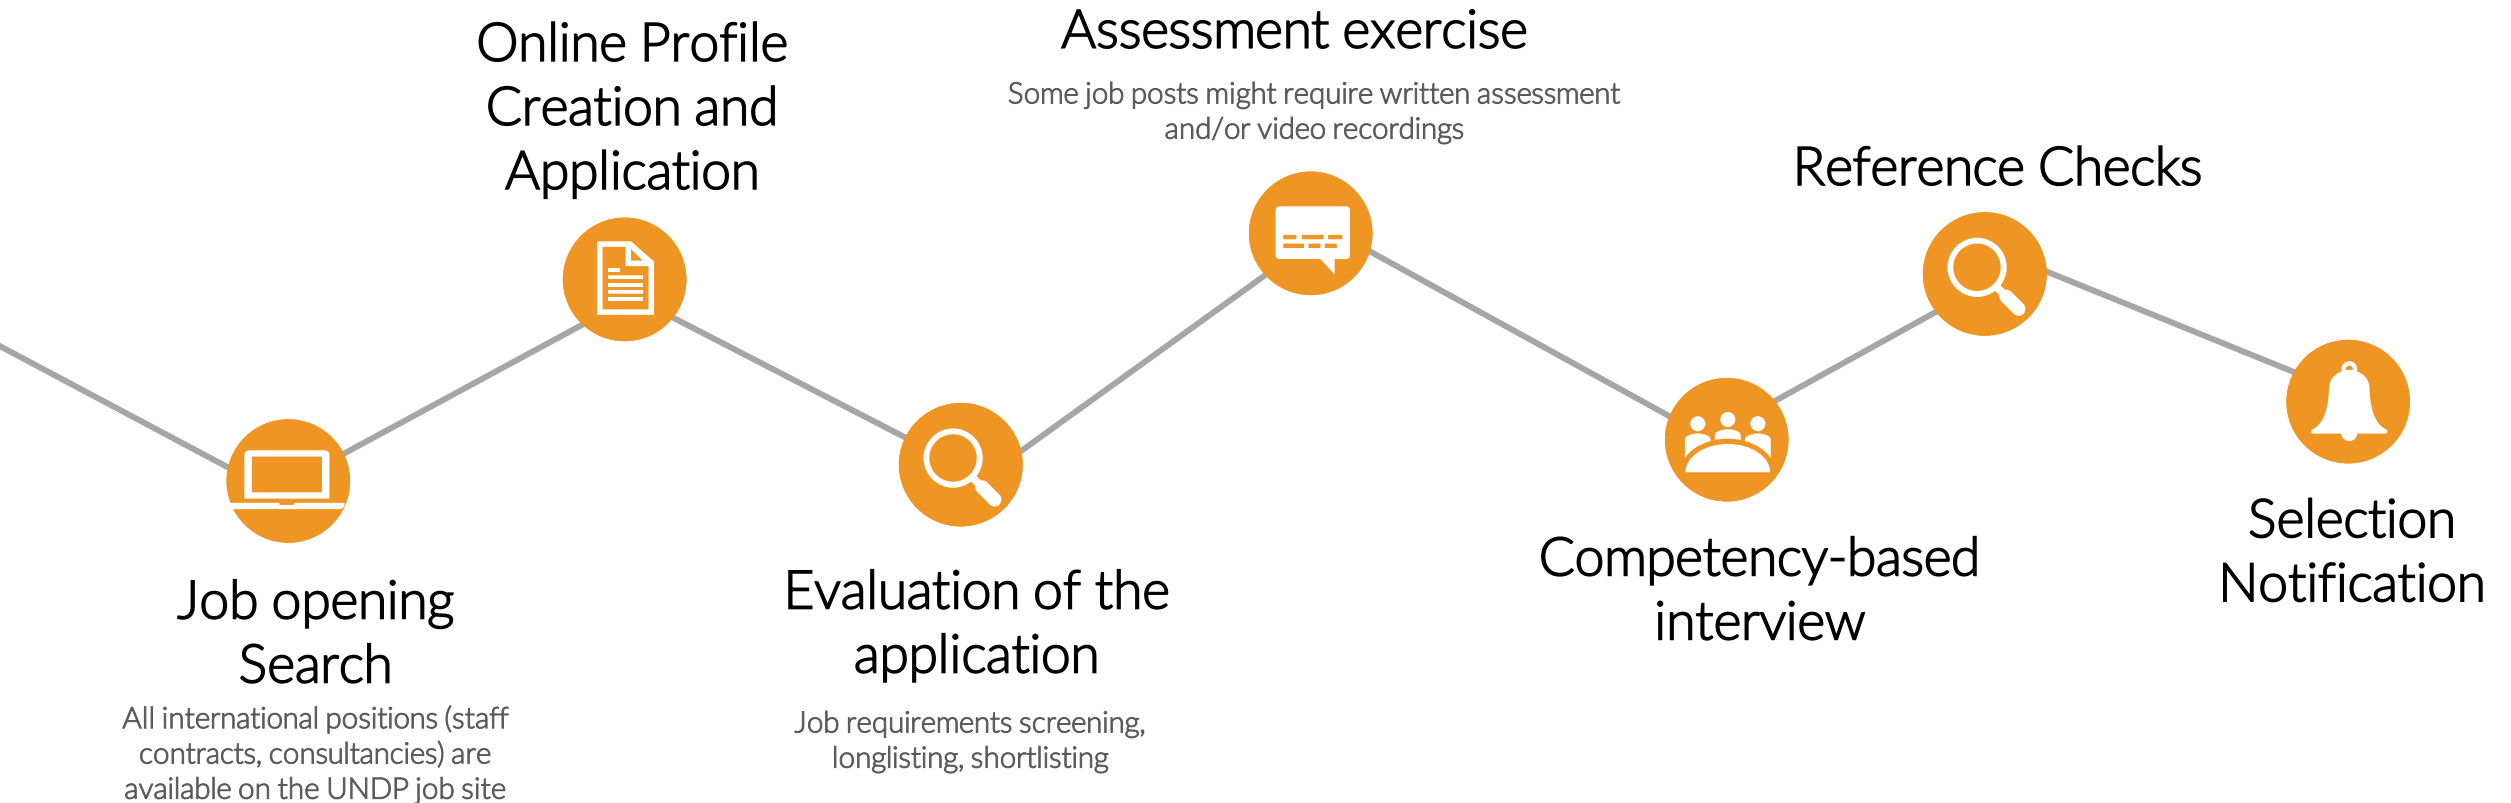 Job opening
Search
All international positions (staff
contracts, consultancies) are
available on the UNDP job site
Online Profile
Creation and
Application
Evaluation of the
application
Job requirements screening,
longlisting, shortlisting
Assessment exercise
Some job posts might require written assessment
and/or video recordings
Competency-based
interview
Reference Checks
Selection
Notification